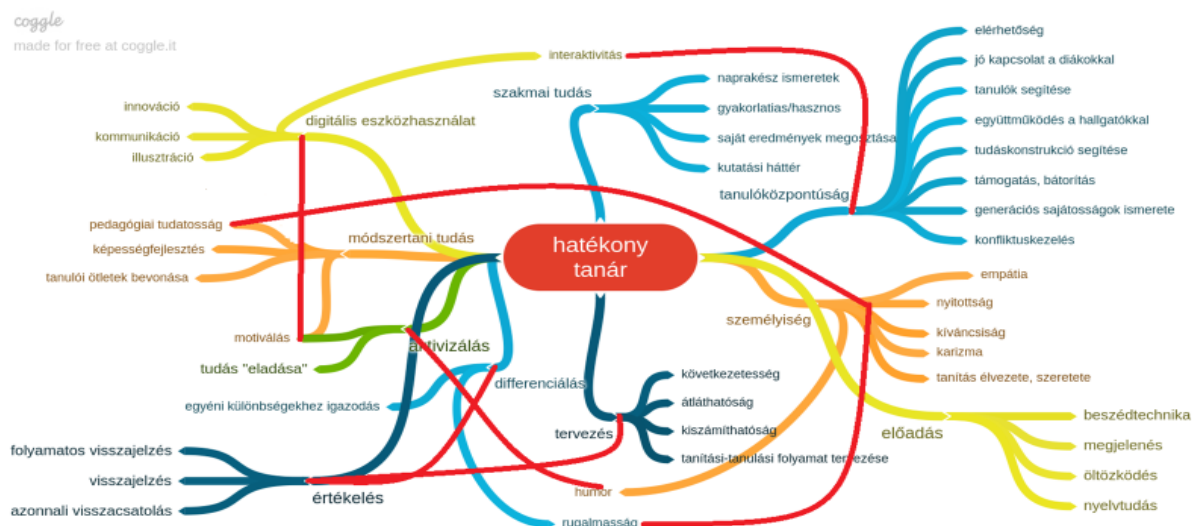 coggle
made for free at coggle.it
interaktivitás
innováció
kommunikáció
illusztráció
digitális eszközhasználat
szakmai tudás
naprakész ismeretek
gyakorlatias/hasznos
saját eredmények megosztása
kutatási háttér
tanulóközpontúság
elérhetőség
jó kapcsolat a diákokkal
tanulók segítése
együttműködés a hallgatókkal
tudáskonstrukció segítése
támogatás, bátorítás
generációs sajátosságok ismerete
konfliktuskezelés
pedagógiai tudatosság
képességfejlesztés
tanulói ötletek bevonása
módszertani tudás
hatékony
tanár
motiválás
tudás "eladása"
aktivizálás
személyiség
empátia
nyitottság
kíváncsiság
karizma
tanítás élvezete, szeretete
egyéni különbségekhez igazodás
differenciálás
tervezés
következetesség
átláthatóság
kiszámíthatóság
tanítási-tanulási folyamat tervezése
előadás
beszédtechnika
megjelenés
öltözködés
nyelvtudás
folyamatos visszajelzés
visszajelzés
azonnali visszacsatolás
értékelés
humor
rugalmasság